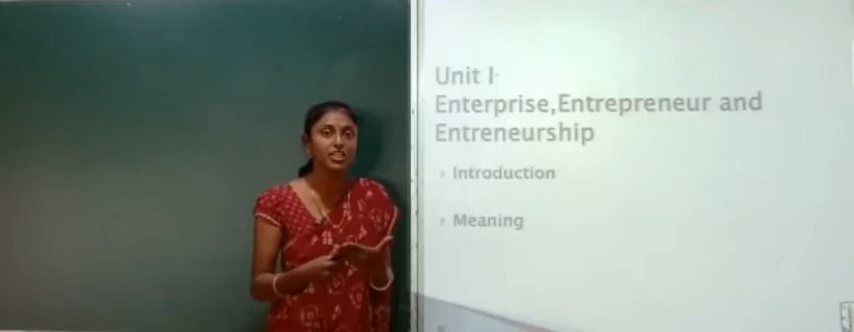 Unit I
Enterprise,Entrepreneur and
Entreneurship
Introduction
Meaning